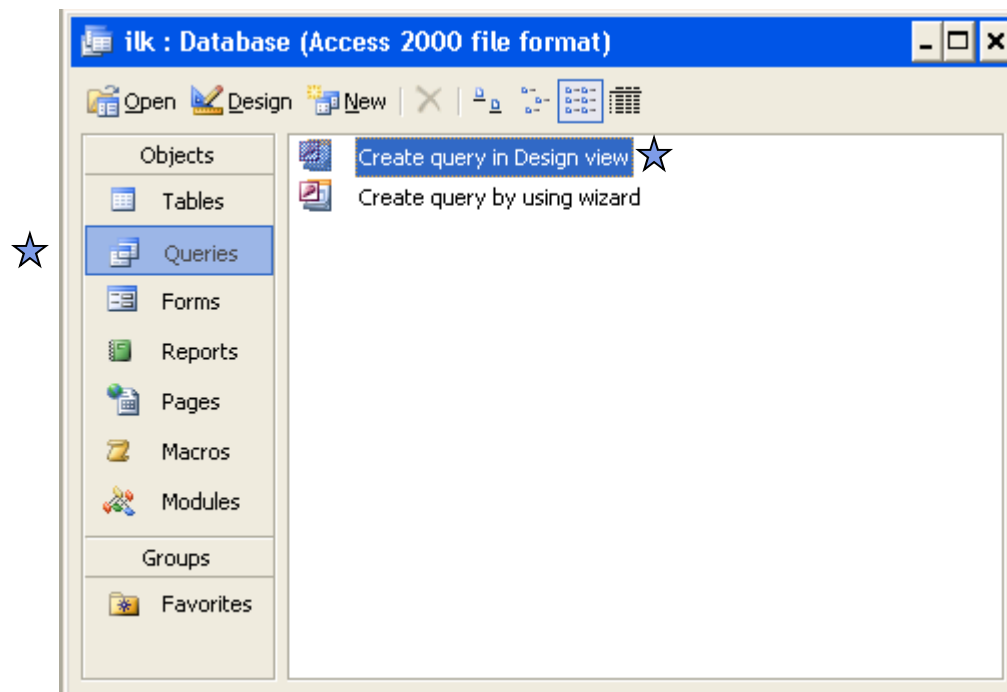 ilk : Database (Access 2000 file format)
Open Design New
Objects
Tables
Queries
Forms
Reports
Pages
Macros
Modules
Groups
Favorites
Create query in Design view
Create query by using wizard